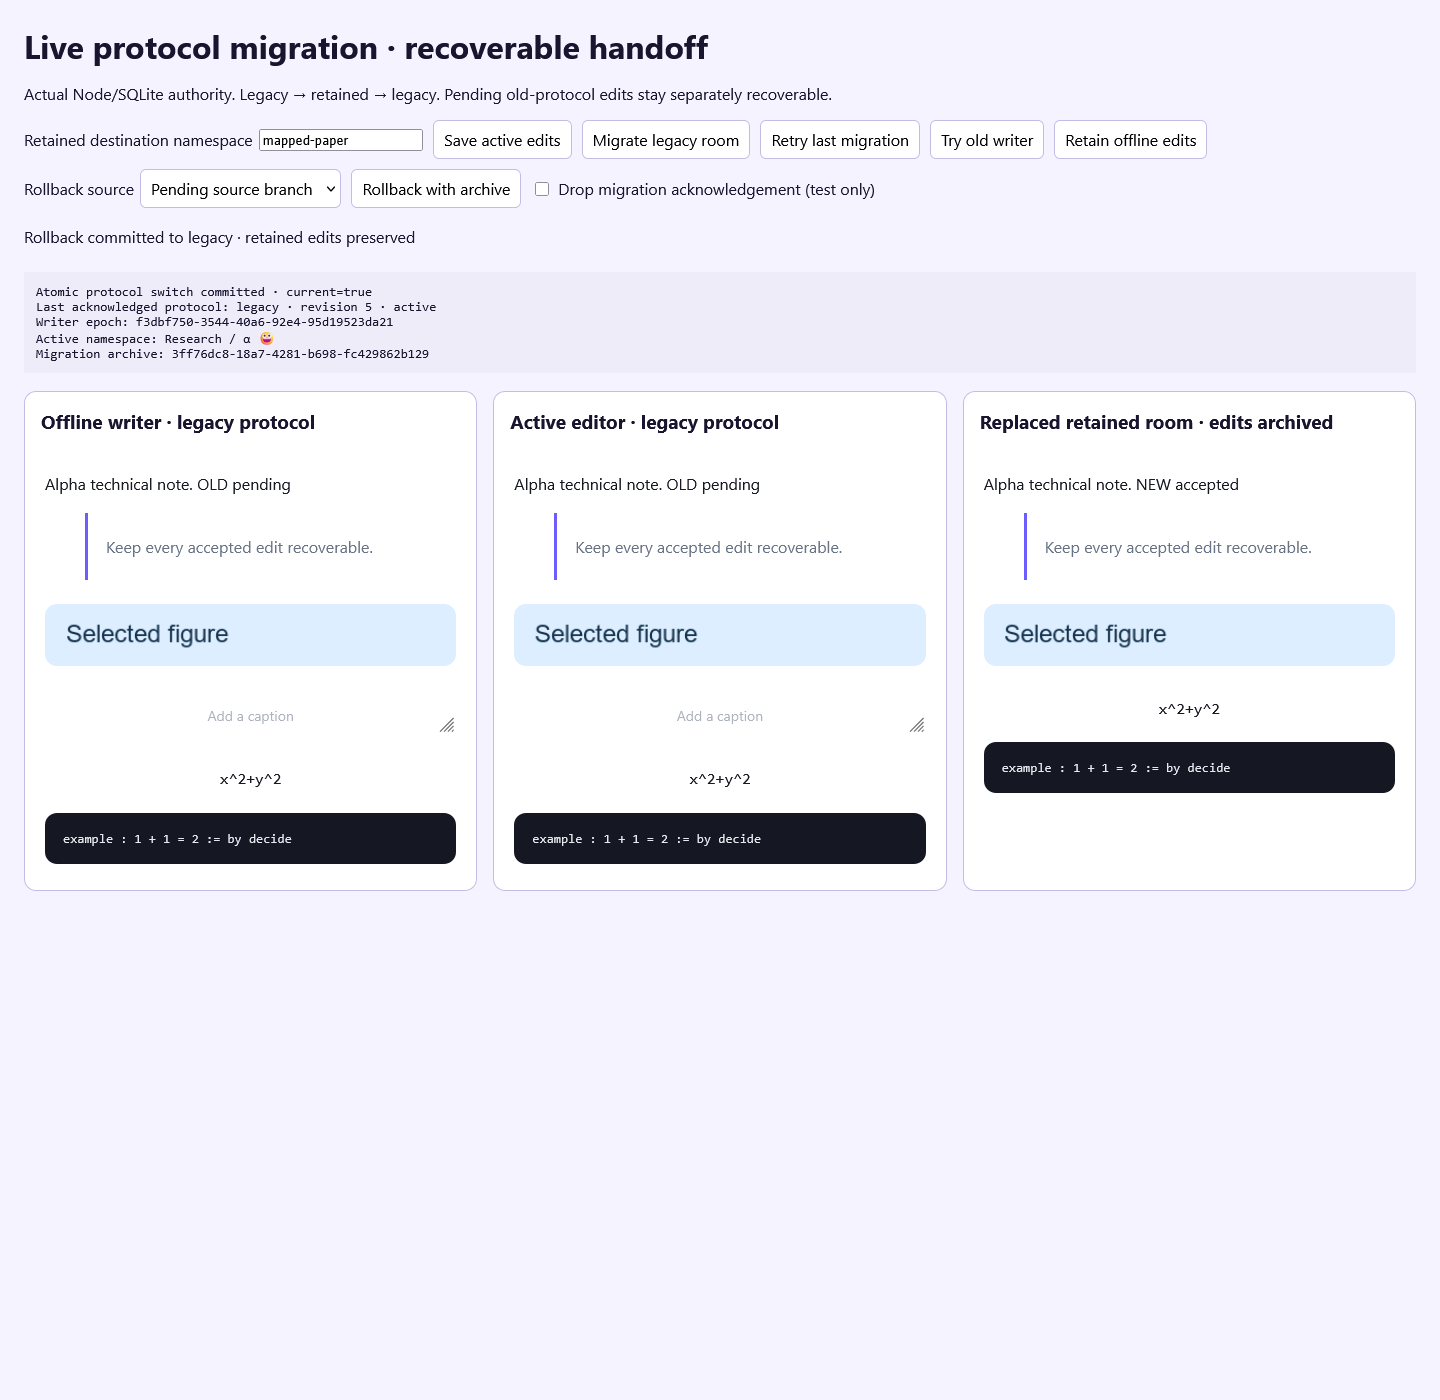 Live protocol migration · recoverable handoff
Actual Node/SQLite authority. Legacy → retained → legacy. Pending old-protocol edits stay separately recoverable.
Retained destination namespace mapped-paper Save active edits Migrate legacy room Retry last migration Try old writer Retain offline edits
Rollback source Pending source branch Rollback with archive Drop migration acknowledgement (test only)
Rollback committed to legacy · retained edits preserved
Atomic protocol switch committed · current=true
Last acknowledged protocol: legacy · revision 5 · active
Writer epoch: f3dbf750-3544-40a6-92e4-95d19523da21
Active namespace: Research / α 😀
Migration archive: 3ff76dc8-18a7-4281-b698-fc429862b129
Offline writer · legacy protocol
Alpha technical note. OLD pending
Keep every accepted edit recoverable.
Selected figure
Add a caption
x^2+y^2
example : 1 + 1 = 2 := by decide
Active editor · legacy protocol
Alpha technical note. OLD pending
Keep every accepted edit recoverable.
Selected figure
Add a caption
x^2+y^2
example : 1 + 1 = 2 := by decide
Replaced retained room · edits archived
Alpha technical note. NEW accepted
Keep every accepted edit recoverable.
Selected figure
x^2+y^2
example : 1 + 1 = 2 := by decide